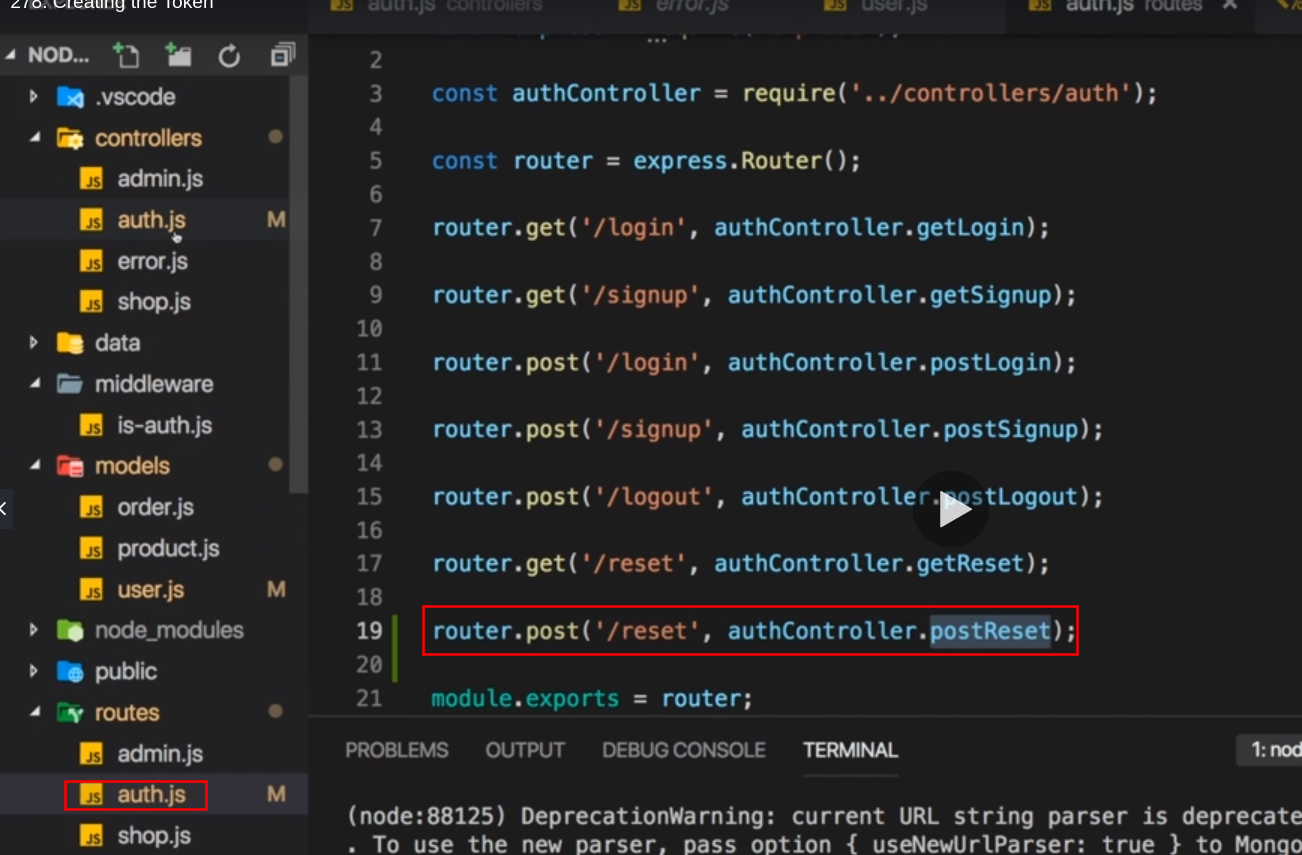 278. Creating the Token
auth.js controllers
error.js
user.js
auth.js routes ×
NOD...
.vscode
controllers
admin.js
auth.js M
error.js
shop.js
data
middleware
is-auth.js
models
order.js
product.js
user.js M
node_modules
public
routes
admin.js
auth.js M
shop.js
2
3 const authController = require('../controllers/auth');
4
5 const router = express.Router();
6
7 router.get('/login', authController.getLogin);
8
9 router.get('/signup', authController.getSignup);
10
11 router.post('/login', authController.postLogin);
12
13 router.post('/signup', authController.postSignup);
14
15 router.post('/logout', authController.postLogout);
16
17 router.get('/reset', authController.getReset);
18
19 router.post('/reset', authController.postReset);
20
21 module.exports = router;
PROBLEMS OUTPUT DEBUG CONSOLE TERMINAL 1: nod
(node:88125) DeprecationWarning: current URL string parser is deprecate
. To use the new parser, pass option { useNewUrlParser: true } to Mongo